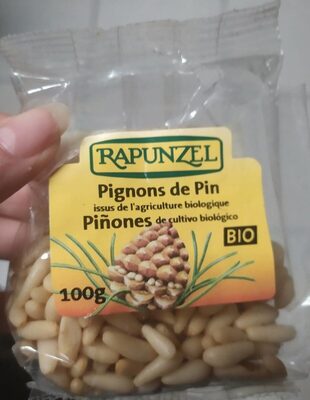 RAPUNZEL
Pignons de Pin
issus de l'agriculture biologique
Piñones de cultivo biológico
BIO
100g